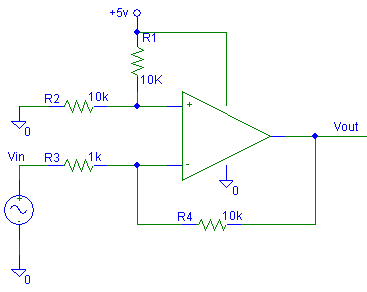 +5v
R1
10K
R2 10k
+
0
Vin R3 1k
-
Vout
0
+
-
R4 10k
0